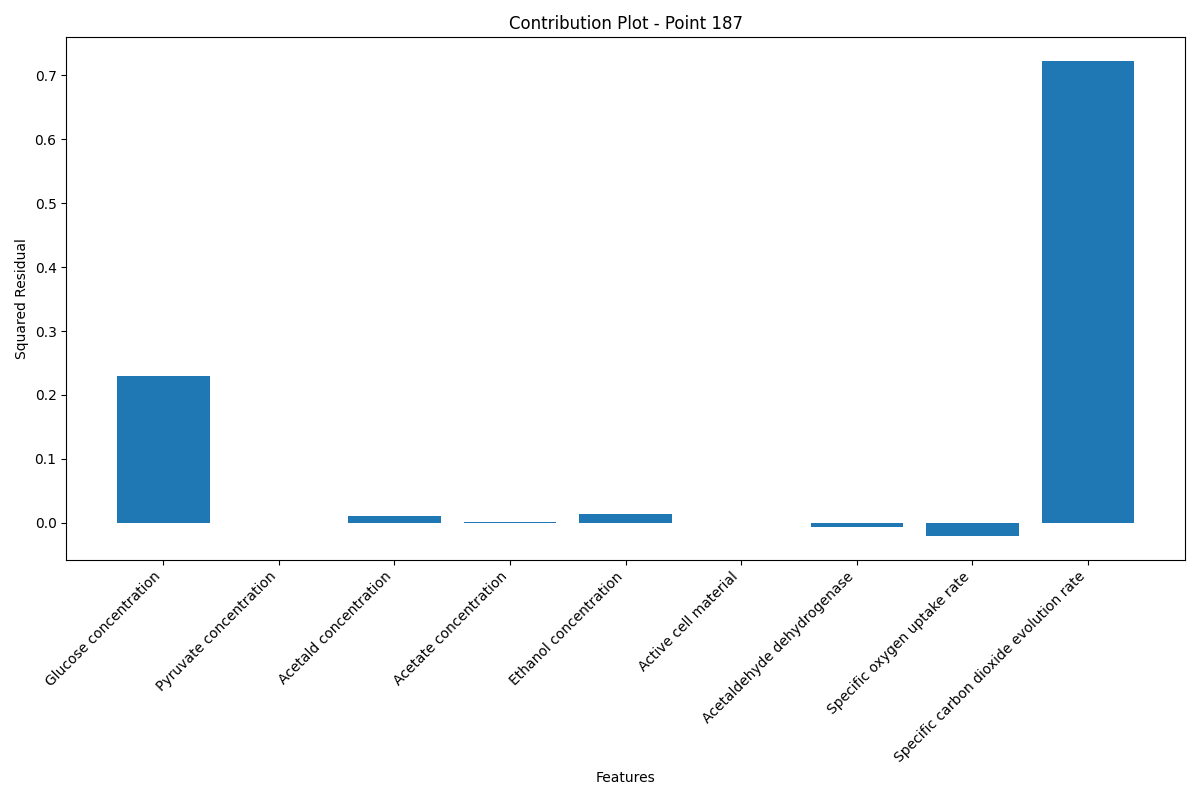 Contribution Plot - Point 187
Squared Residual
0.7
0.6
0.5
0.4
0.3
0.2
0.1
0.0
Glucose concentration
Pyruvate concentration
Acetald concentration
Acetate concentration
Ethanol concentration
Active cell material
Acetaldehyde dehydrogenase
Specific oxygen uptake rate
Specific carbon dioxide evolution rate
Features